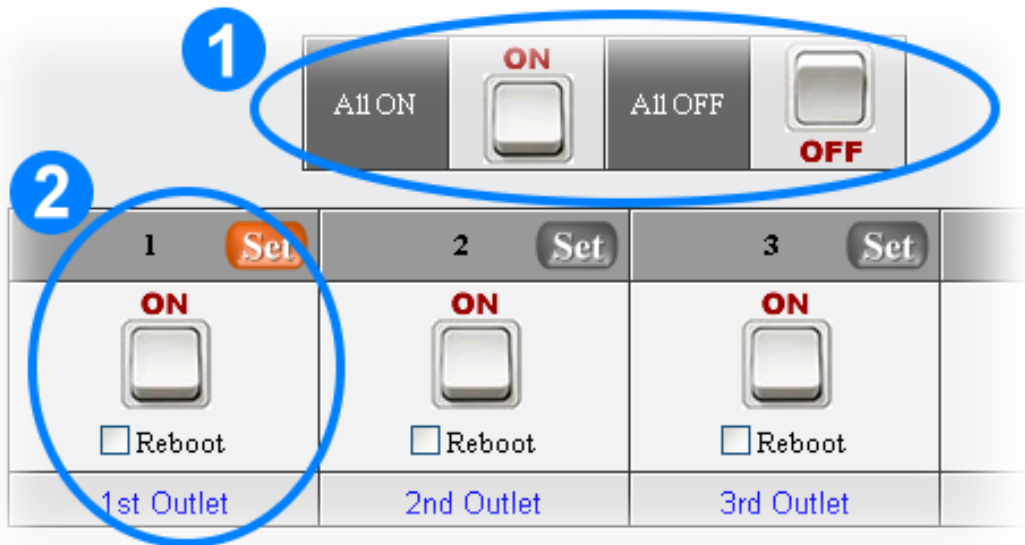 1
ON
All ON
All OFF
OFF
2
1 Set 2 Set 3 Set
ON ON ON
Reboot Reboot Reboot
1st Outlet 2nd Outlet 3rd Outlet